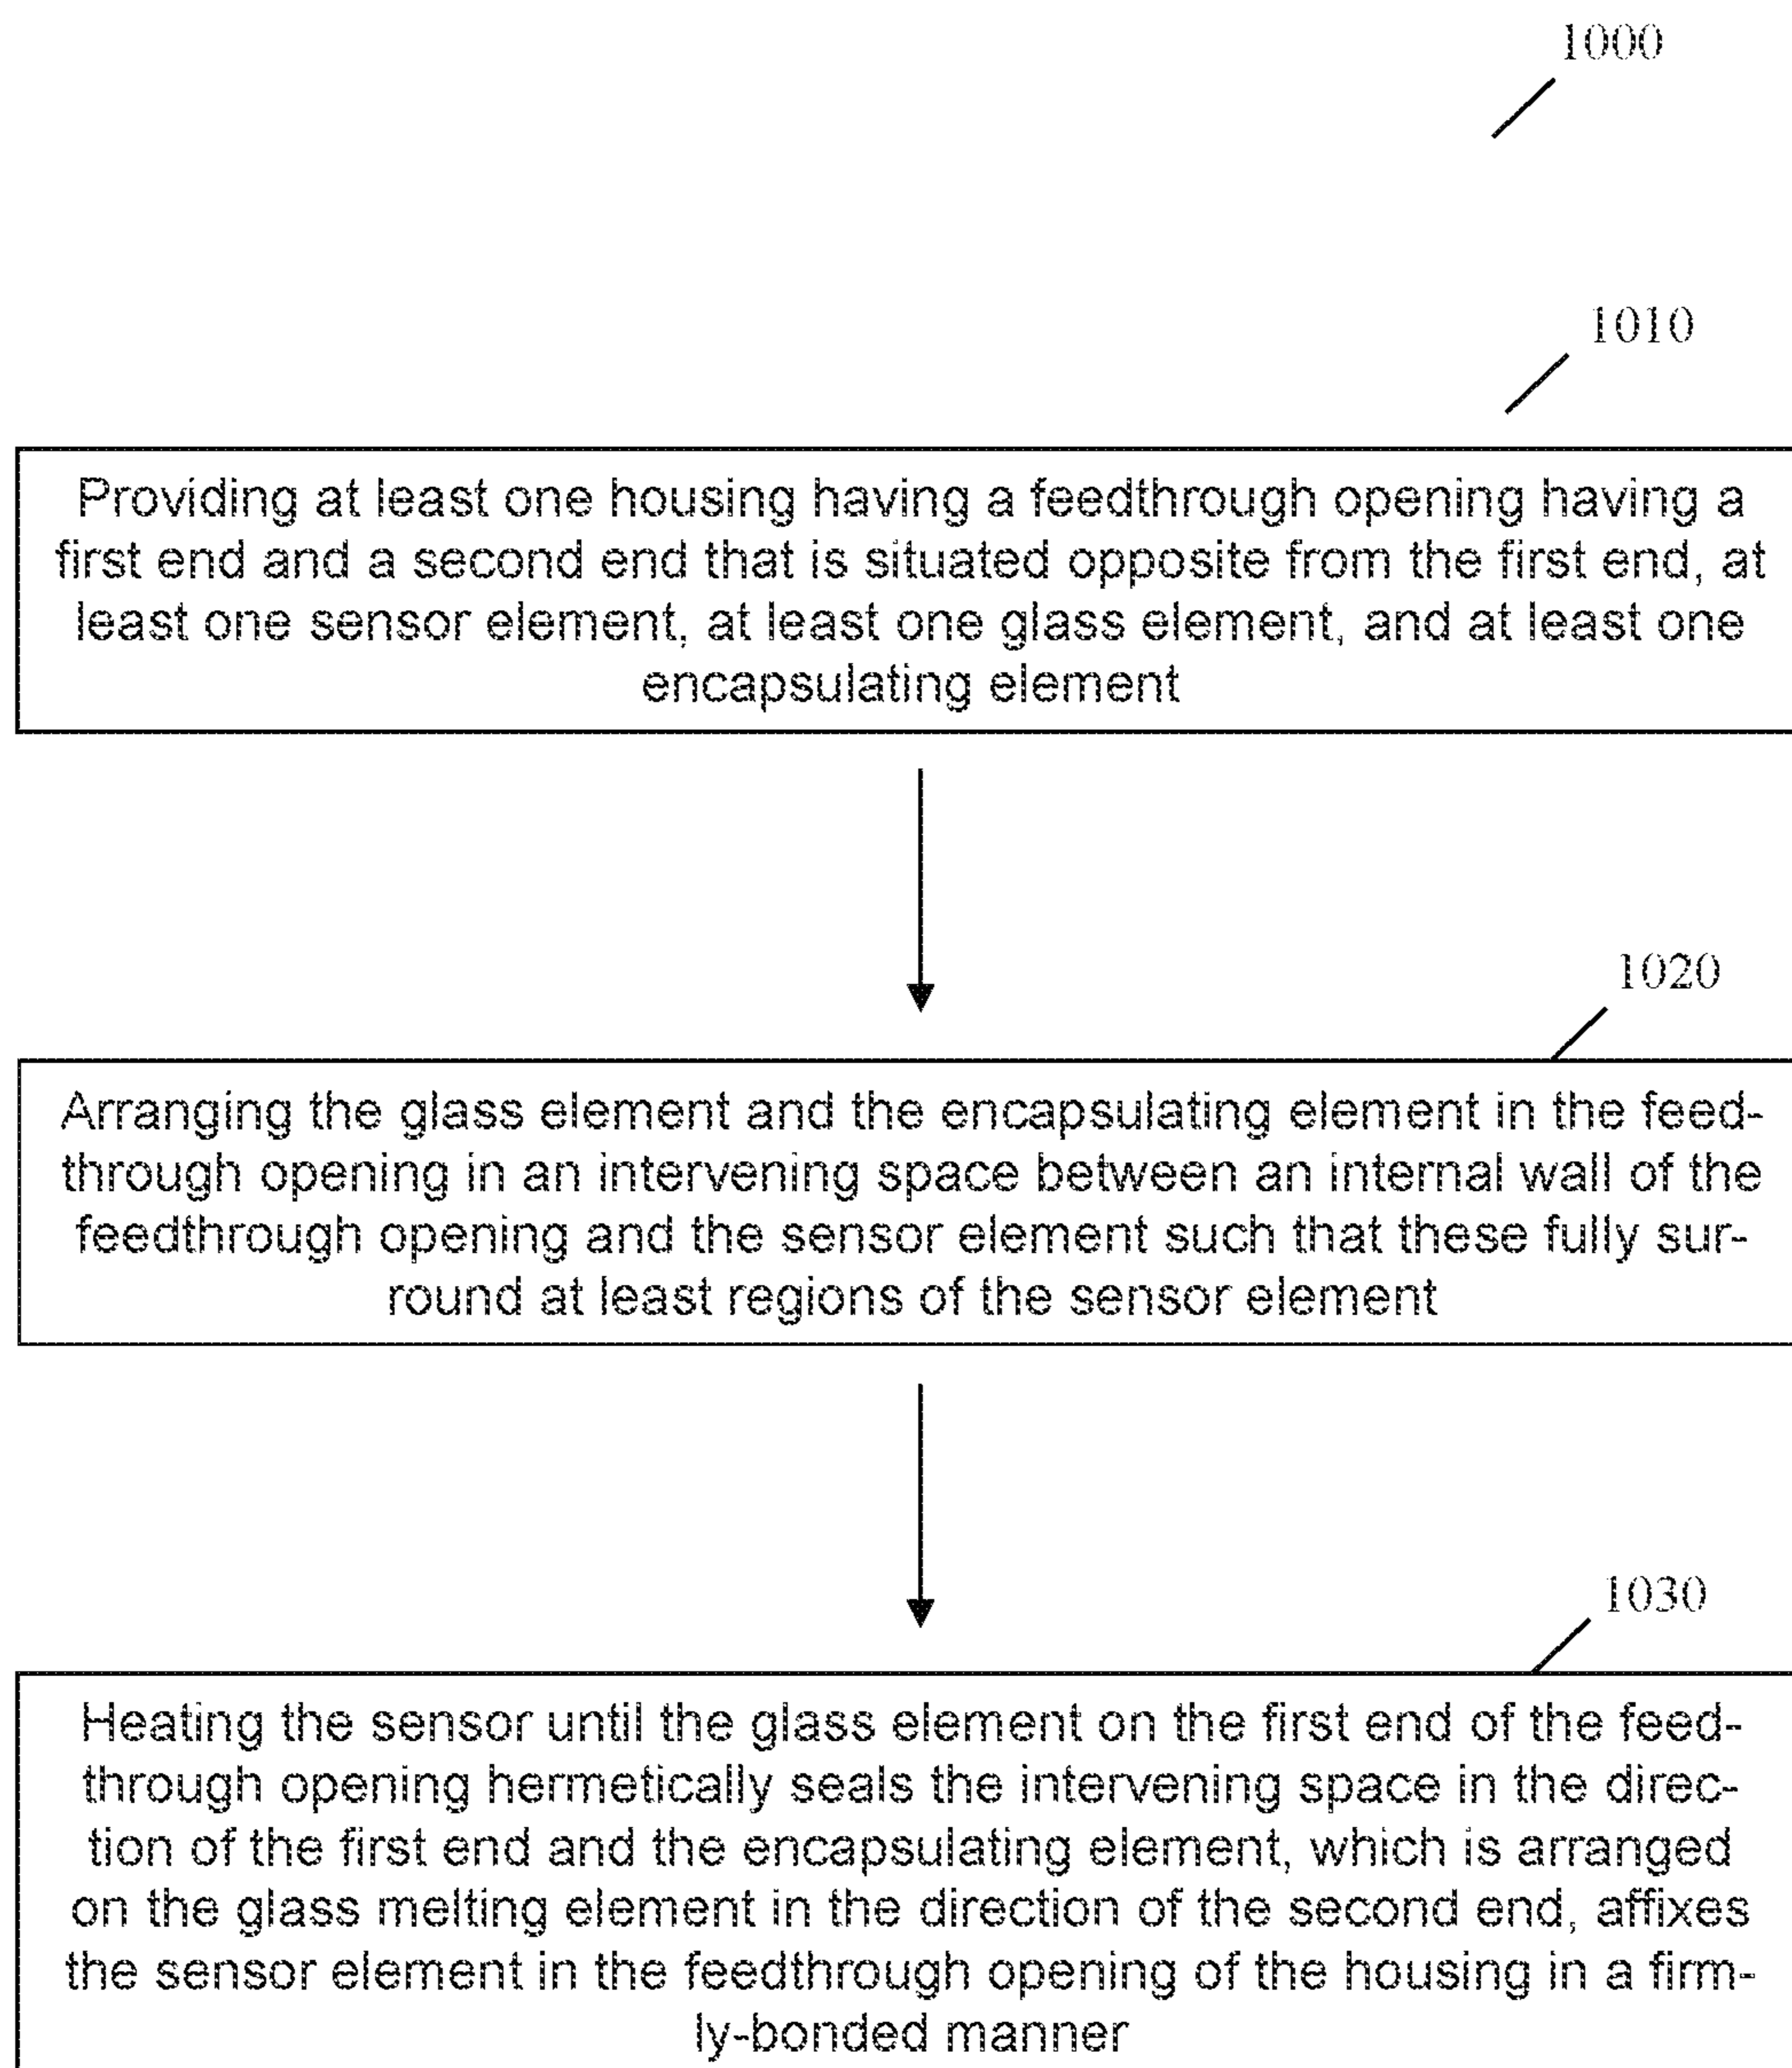 1000
1010
Providing at least one housing having a feedthrough opening having a
first end and a second end that is situated opposite from the first end, at
least one sensor element, at least one glass element, and at least one
encapsulating element
1020
Arranging the glass element and the encapsulating element in the feed-
through opening in an intervening space between an internal wall of the
feedthrough opening and the sensor element such that these fully sur-
round at least regions of the sensor element
1030
Heating the sensor until the glass element on the first end of the feed-
through opening hermetically seals the intervening space in the direc-
tion of the first end and the encapsulating element, which is arranged
on the glass melting element in the direction of the second end, affixes
the sensor element in the feedthrough opening of the housing in a firm-
ly-bonded manner